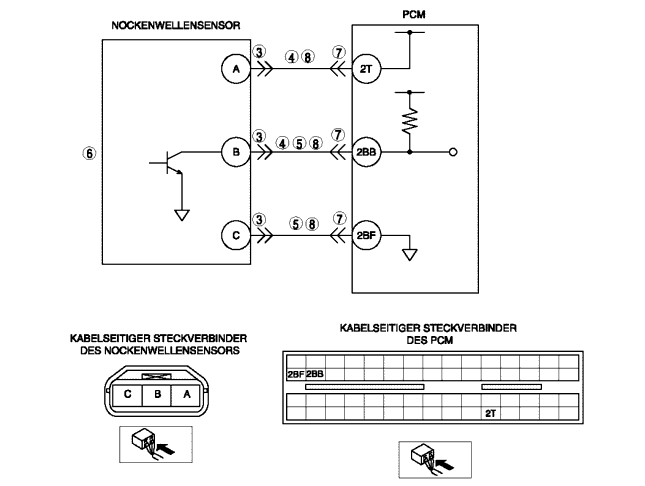 NOCKENWELLENSENSOR
PCM
A ③ ④ ⑧ ⑦ 2T
⑥
B ③ ④ ⑤ ⑧ ⑦ 2BB
C ③ ⑤ ⑧ ⑦ 2BF
KABELSEITIGER STECKVERBINDER
DES NOCKENWELLENSENSORS
C B A
KABELSEITIGER STECKVERBINDER
DES PCM
2BF 2BB
2T